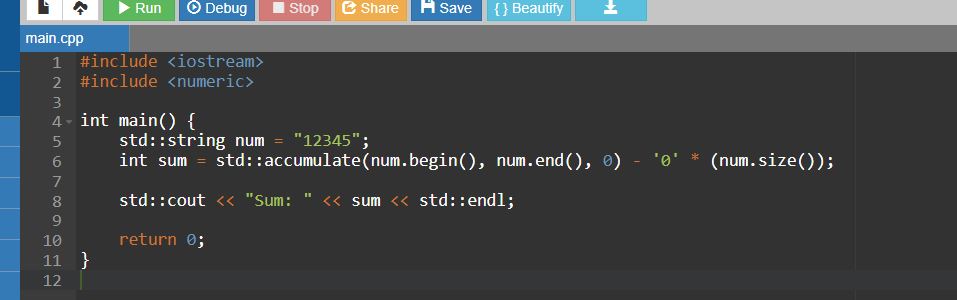 Run Debug Stop Share Save {} Beautify
main.cpp
1 #include <iostream>
2 #include <numeric>
3
4 int main() {
5     std::string num = "12345";
6     int sum = std::accumulate(num.begin(), num.end(), 0) - '0' * (num.size());
7
8     std::cout << "Sum: " << sum << std::endl;
9
10     return 0;
11 }
12